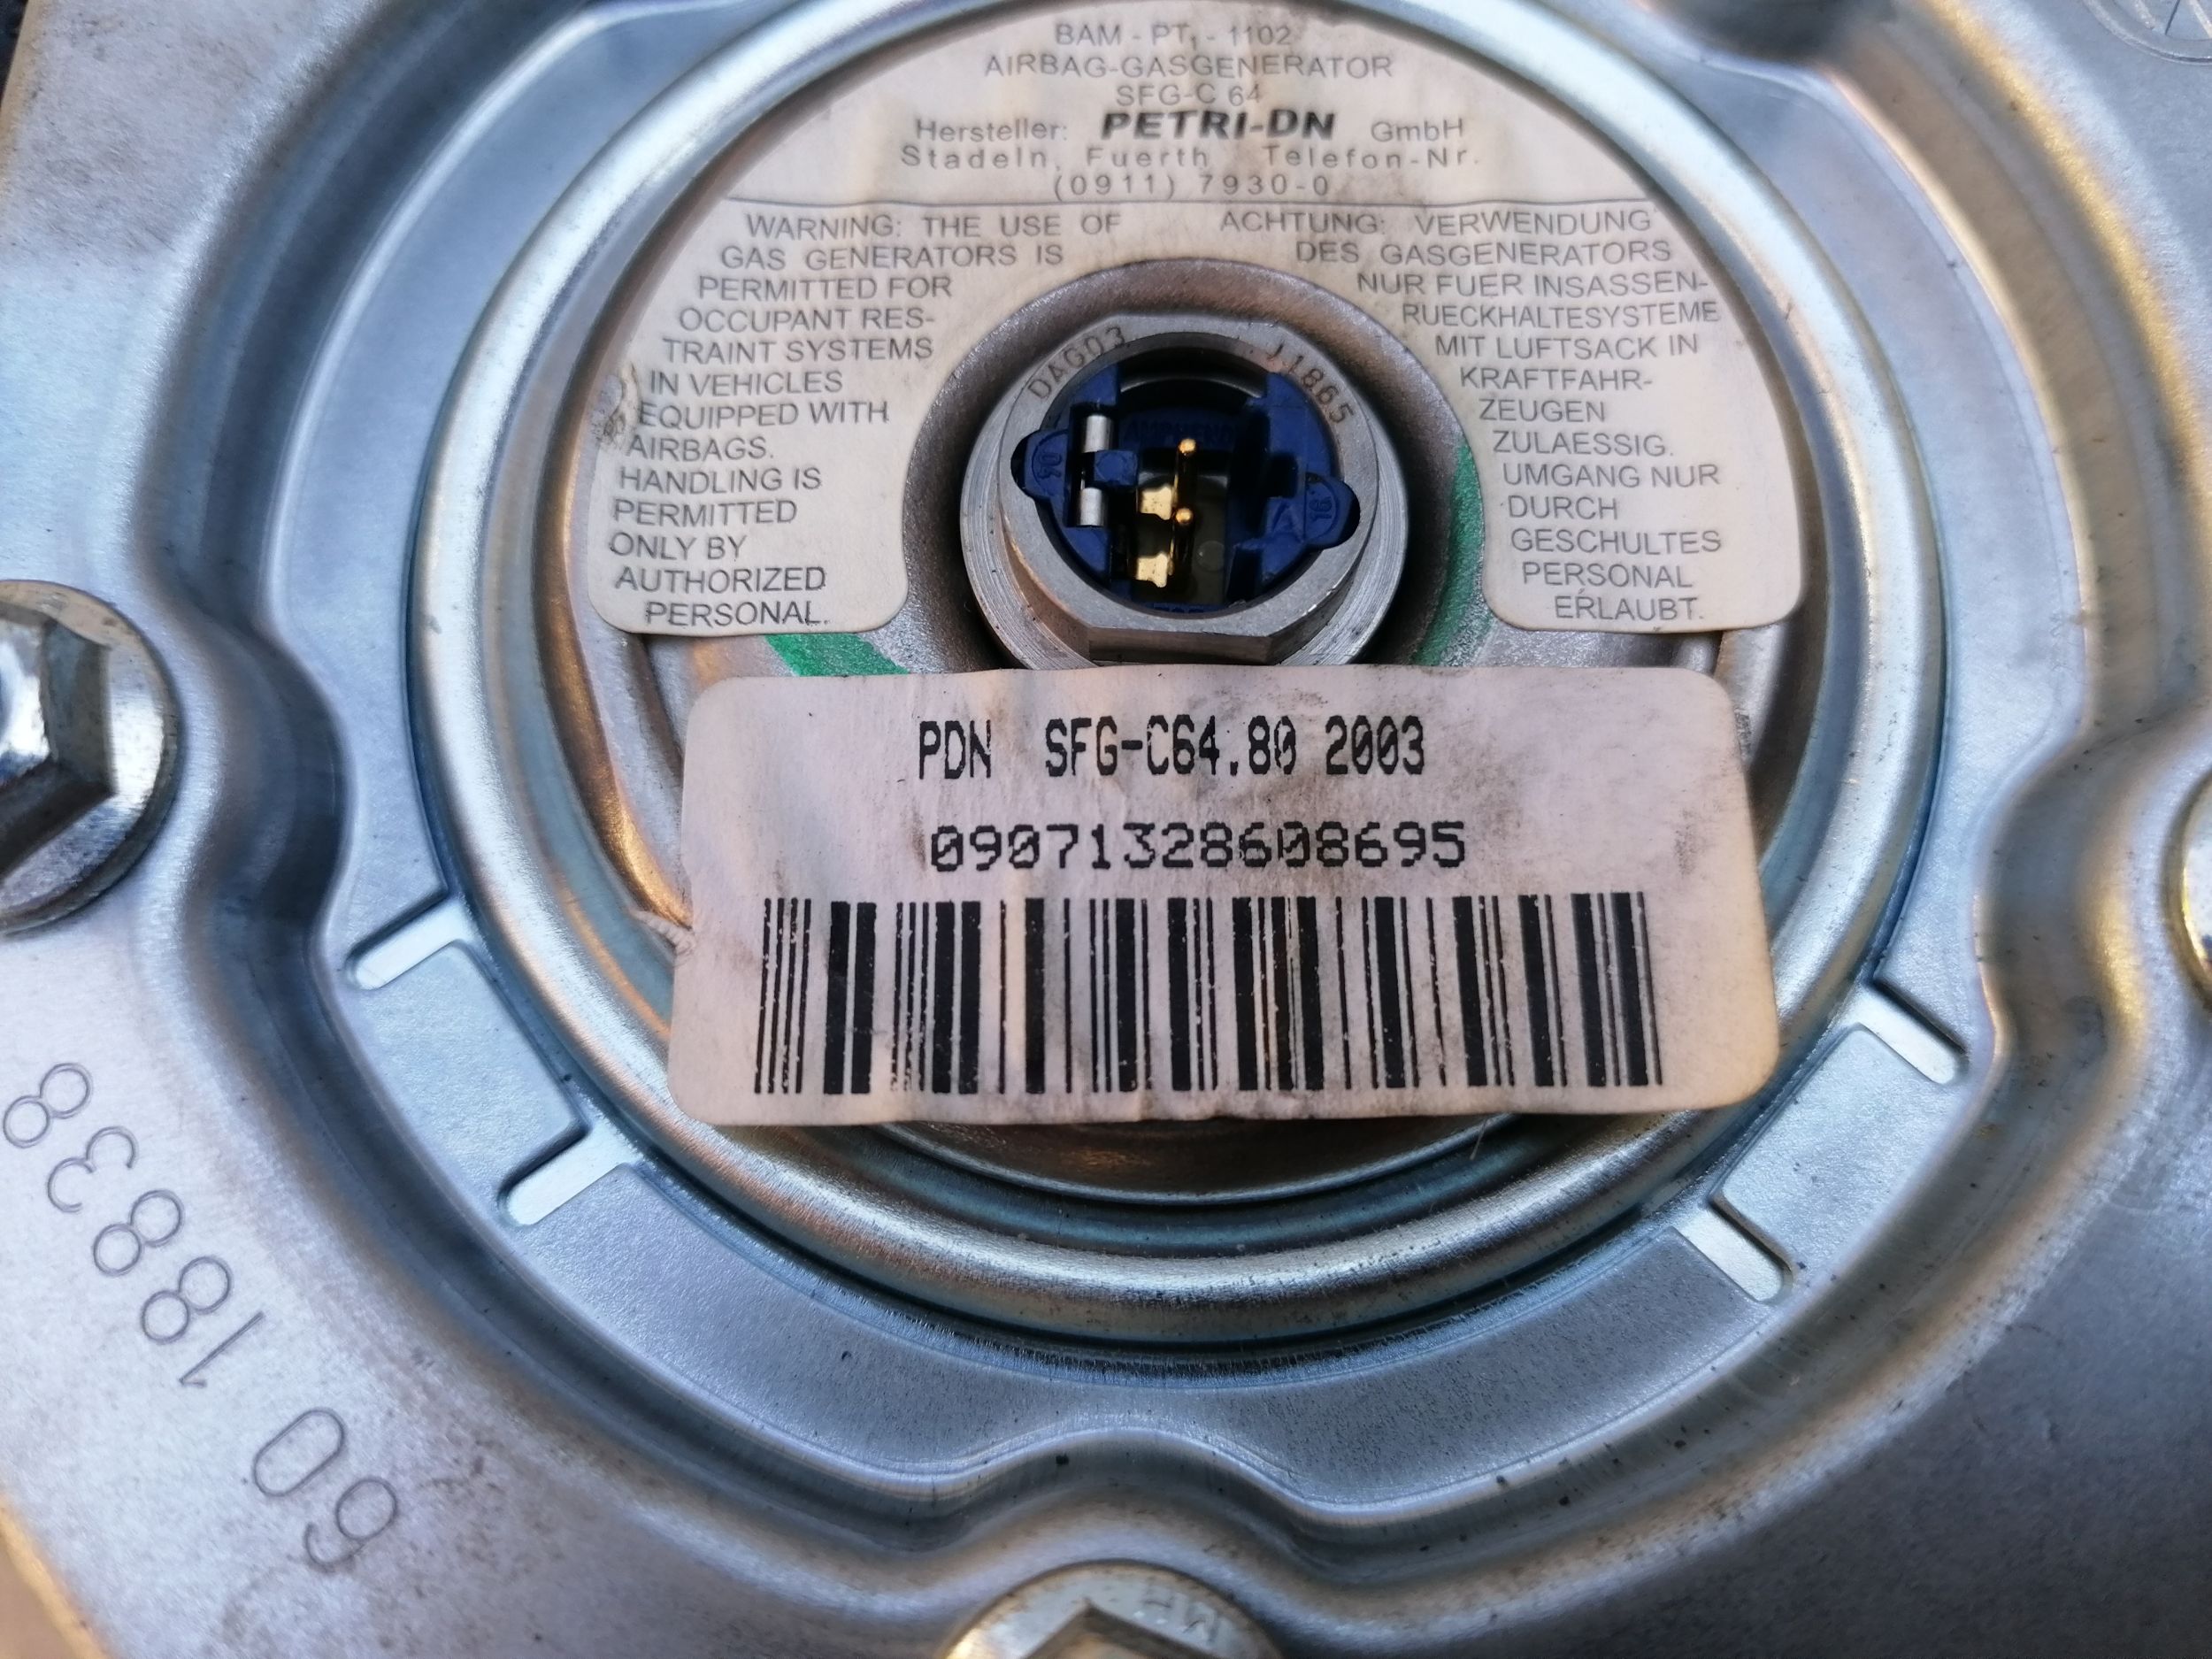 BAM - PT₁ - 1102
AIRBAG-GASGENERATOR
SFG-C 64
Hersteller: PETRI-DN GmbH
Stadeln, Fuerth Telefon-Nr.
(0911) 7930-0
WARNING: THE USE OF
GAS GENERATORS IS
PERMITTED FOR
OCCUPANT RES-
TRAINT SYSTEMS
IN VEHICLES
EQUIPPED WITH
AIRBAGS.
HANDLING IS
PERMITTED
ONLY BY
AUTHORIZED
PERSONAL.
ACHTUNG: VERWENDUNG
DES GASGENERATORS
NUR FUER INSASSEN-
RUECKHALTESYSTEME
MIT LUFTSACK IN
KRAFTFAHR-
ZEUGEN
ZULAESSIG.
UMGANG NUR
DURCH
GESCHULTES
PERSONAL
ERLAUBT.
DAG03 J1865
PDN SFG-C64.80 2003
09071328608695
60 18838